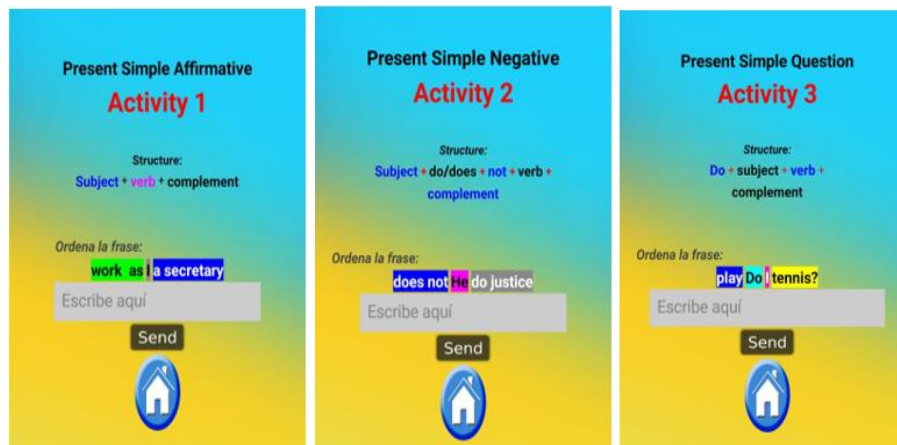 Present Simple Affirmative
Activity 1
Structure:
Subject + verb + complement
Ordena la frase:
work as I a secretary
Escribe aquí
Send
Present Simple Negative
Activity 2
Structure:
Subject + do/does + not + verb +
complement
Ordena la frase:
does not He do justice
Escribe aquí
Send
Present Simple Question
Activity 3
Structure:
Do + subject + verb +
complement
Ordena la frase:
play Do I tennis?
Escribe aquí
Send